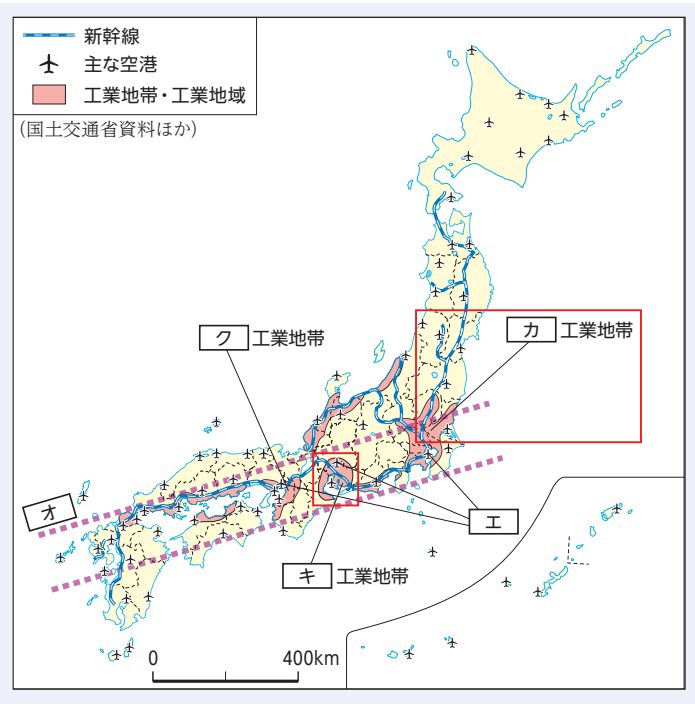 新幹線
主な空港
工業地帯・工業地域
(国土交通省資料ほか)
ク 工業地帯
カ 工業地帯
オ
エ
キ 工業地帯
0 400km